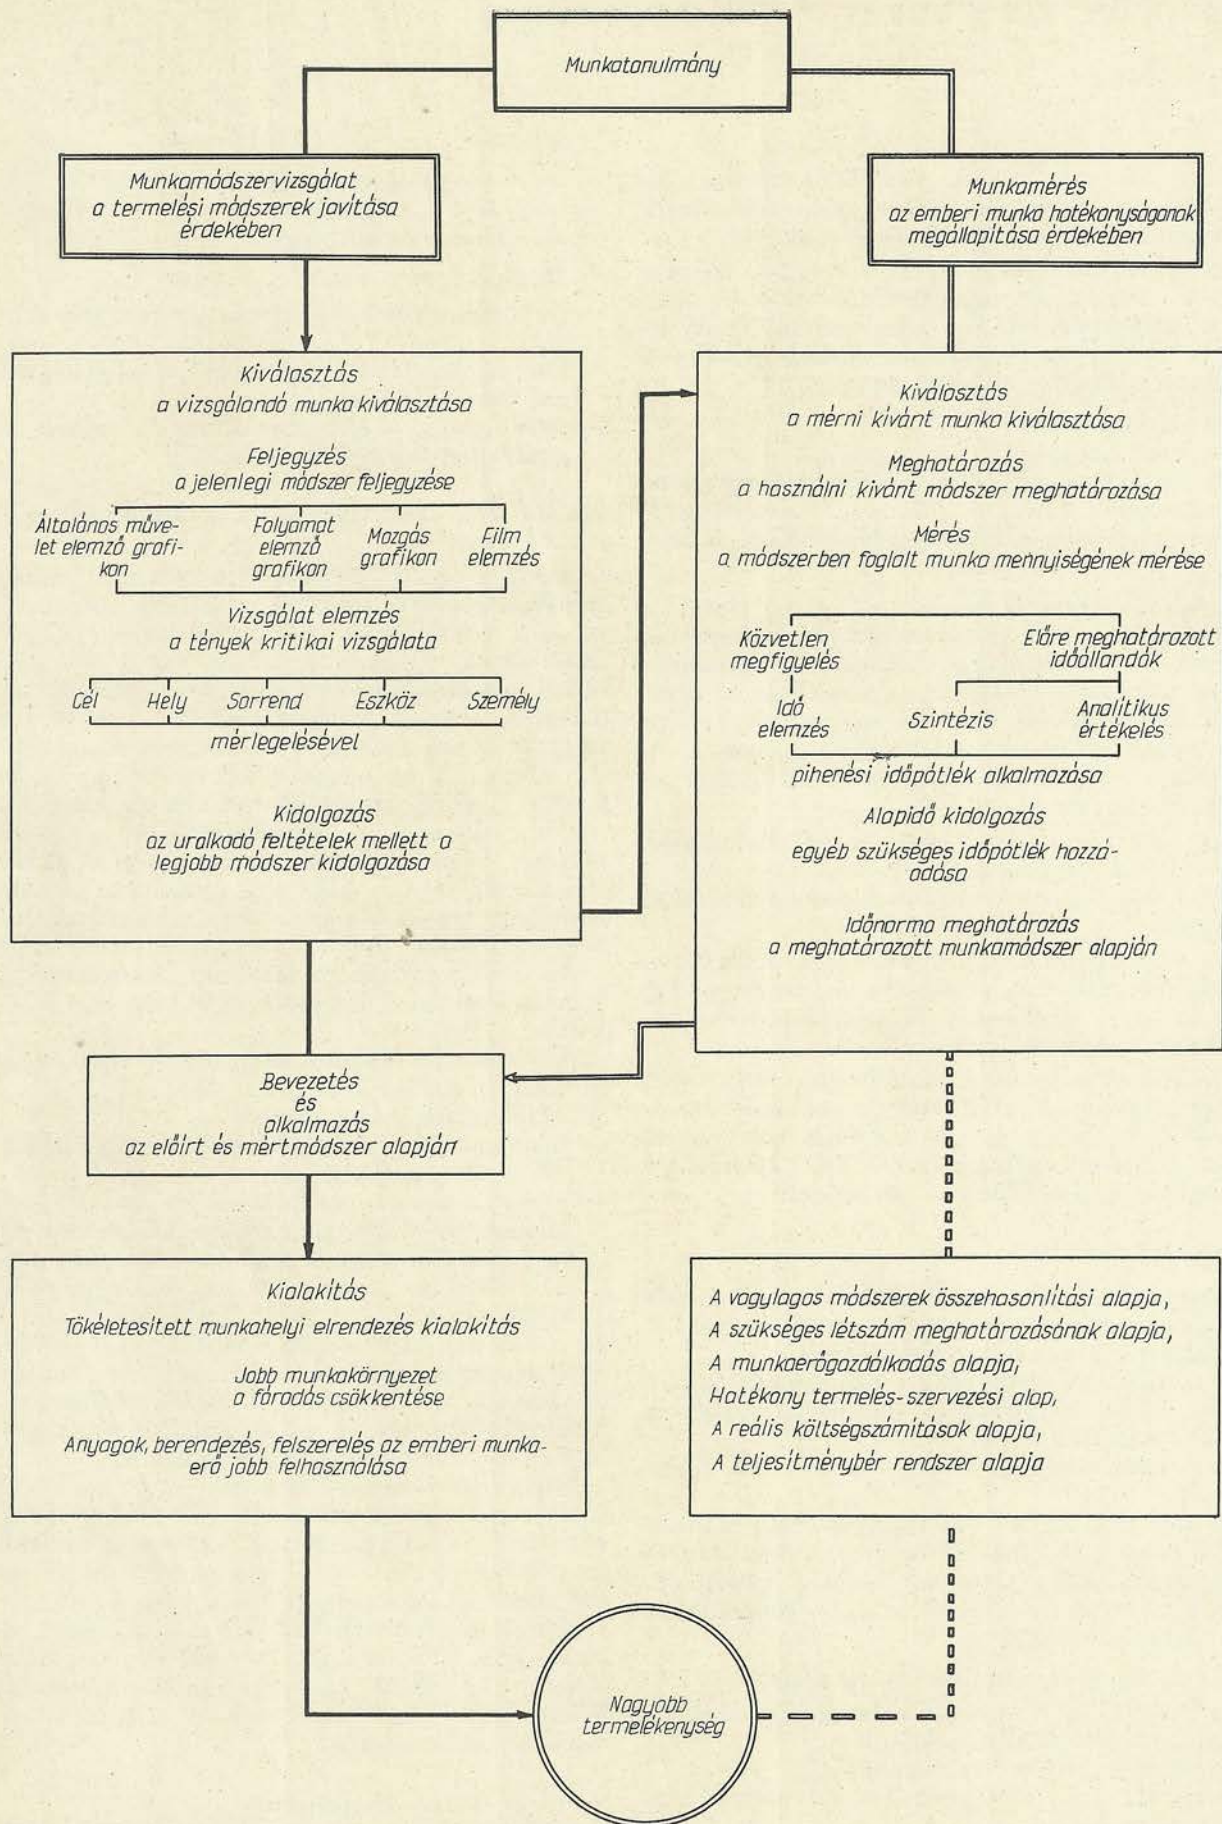 Munkatanulmány
Munkamódszervizsgálat
a termelési módszerek javítása
érdekében
Munkamérés
az emberi munka hatékonyságának
megállapítása érdekében
Kiválasztás
a vizsgálandó munka kiválasztása
Feljegyzés
a jelenlegi módszer feljegyzése
Általános műve-
let elemző grafi-
kon
Folyamat
elemző
grafikon
Mozgás
grafikon
Film
elemzés
Vizsgálat elemzés
a tények kritikai vizsgálata
Cél Hely Sorrend Eszköz Személy
mérlegelésével
Kidolgozás
az uralkodó feltételek mellett a
legjobb módszer kidolgozása
Kiválasztás
a mérni kívánt munka kiválasztása
Meghatározás
a használni kivánt módszer meghatározása
Mérés
a módszerben foglalt munka mennyiségének mérése
Közvetlen
megfigyelés
Előre meghatározott
időállandók
Idő
elemzés
Szintézis
Analítikus
értékelés
pihenési időpótlék alkalmazása
Alapidő kidolgozás
egyéb szükséges időpótlék hozzá-
adása
Időnorma meghatározás
a meghatározott munkamódszer alapján
Bevezetés
és
alkalmazás
az előírt és mértmódszer alapján
Kialakítás
Tökéletesített munkahelyi elrendezés kialakítás
Jobb munkakörnyezet
a fáradás csökkentése
Anyagok, berendezés, felszerelés az emberi munka-
erő jobb felhasználása
A vagylagos módszerek összehasonlítási alapja,
A szükséges létszám meghatározásának alapja,
A munkaerőgazdálkodás alapja,
Hatékony termelés-szervezési alap,
A reális költségszámítások alapja,
A teljesítménybér rendszer alapja
Nagyobb
termelékenység